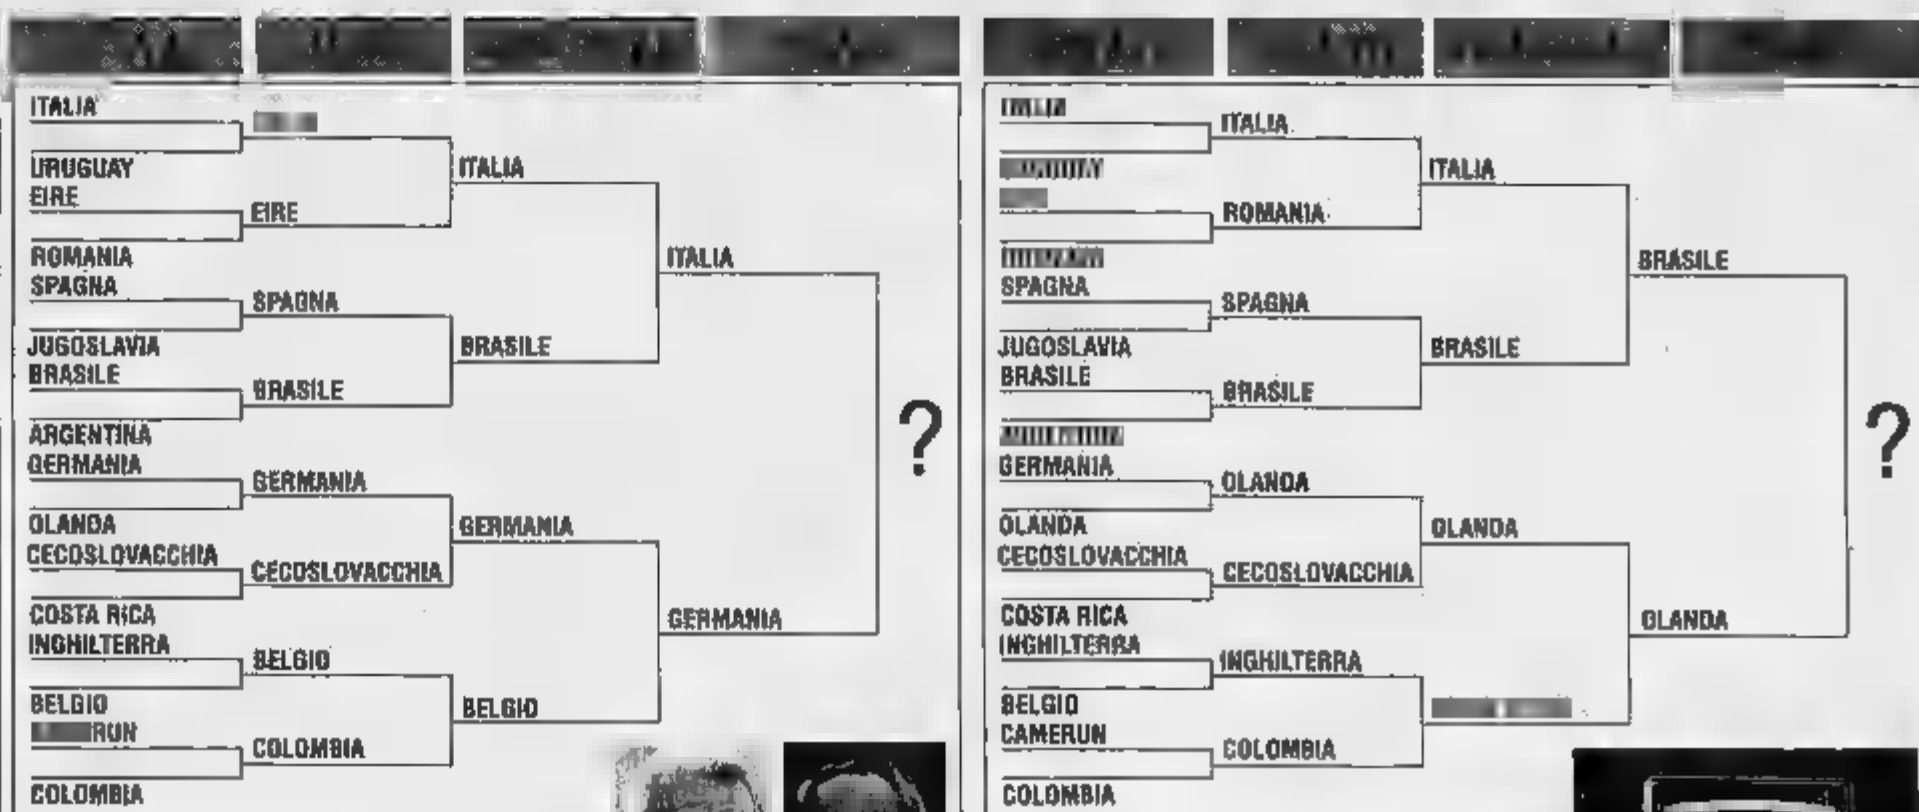 ITALIA
URUGUAY
EIRE
ROMANIA
SPAGNA
JUGOSLAVIA
BRASILE
ARGENTINA
GERMANIA
OLANDA
CECOSLOVACCHIA
COSTA RICA
INGHILTERRA
BELGIO
COLOMBIA
EIRE
SPAGNA
BRASILE
GERMANIA
CECOSLOVACCHIA
BELGIO
COLOMBIA
ITALIA
BRASILE
GERMANIA
BELGIO
ITALIA
GERMANIA
?
SPAGNA
JUGOSLAVIA
BRASILE
GERMANIA
OLANDA
CECOSLOVACCHIA
COSTA RICA
INGHILTERRA
BELGIO
CAMERUN
COLOMBIA
ITALIA
ROMANIA
SPAGNA
BRASILE
OLANDA
CECOSLOVACCHIA
INGHILTERRA
COLOMBIA
ITALIA
BRASILE
OLANDA
BRASILE
OLANDA
?